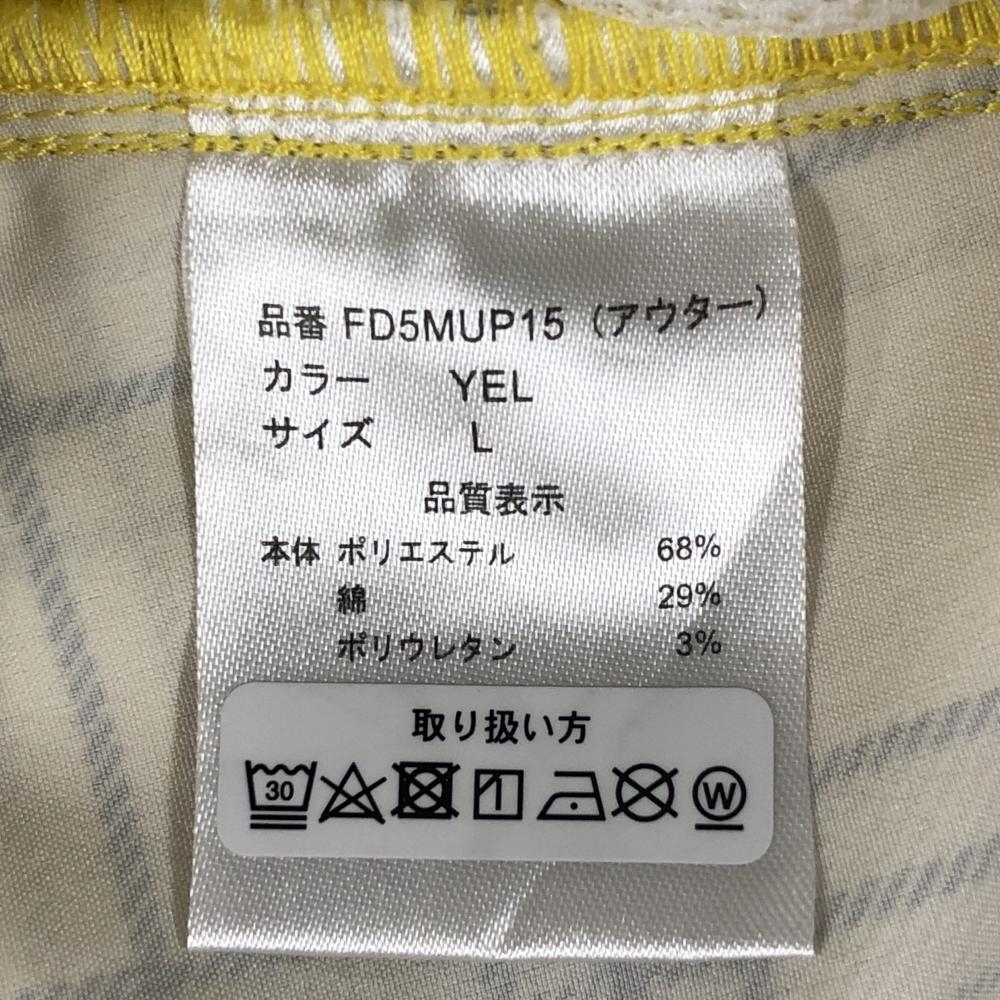 品番 FD5MUP15（アウター）
カラー YEL
サイズ L
品質表示
本体 ポリエステル 68%
綿 29%
ポリウレタン 3%
取り扱い方
30 W